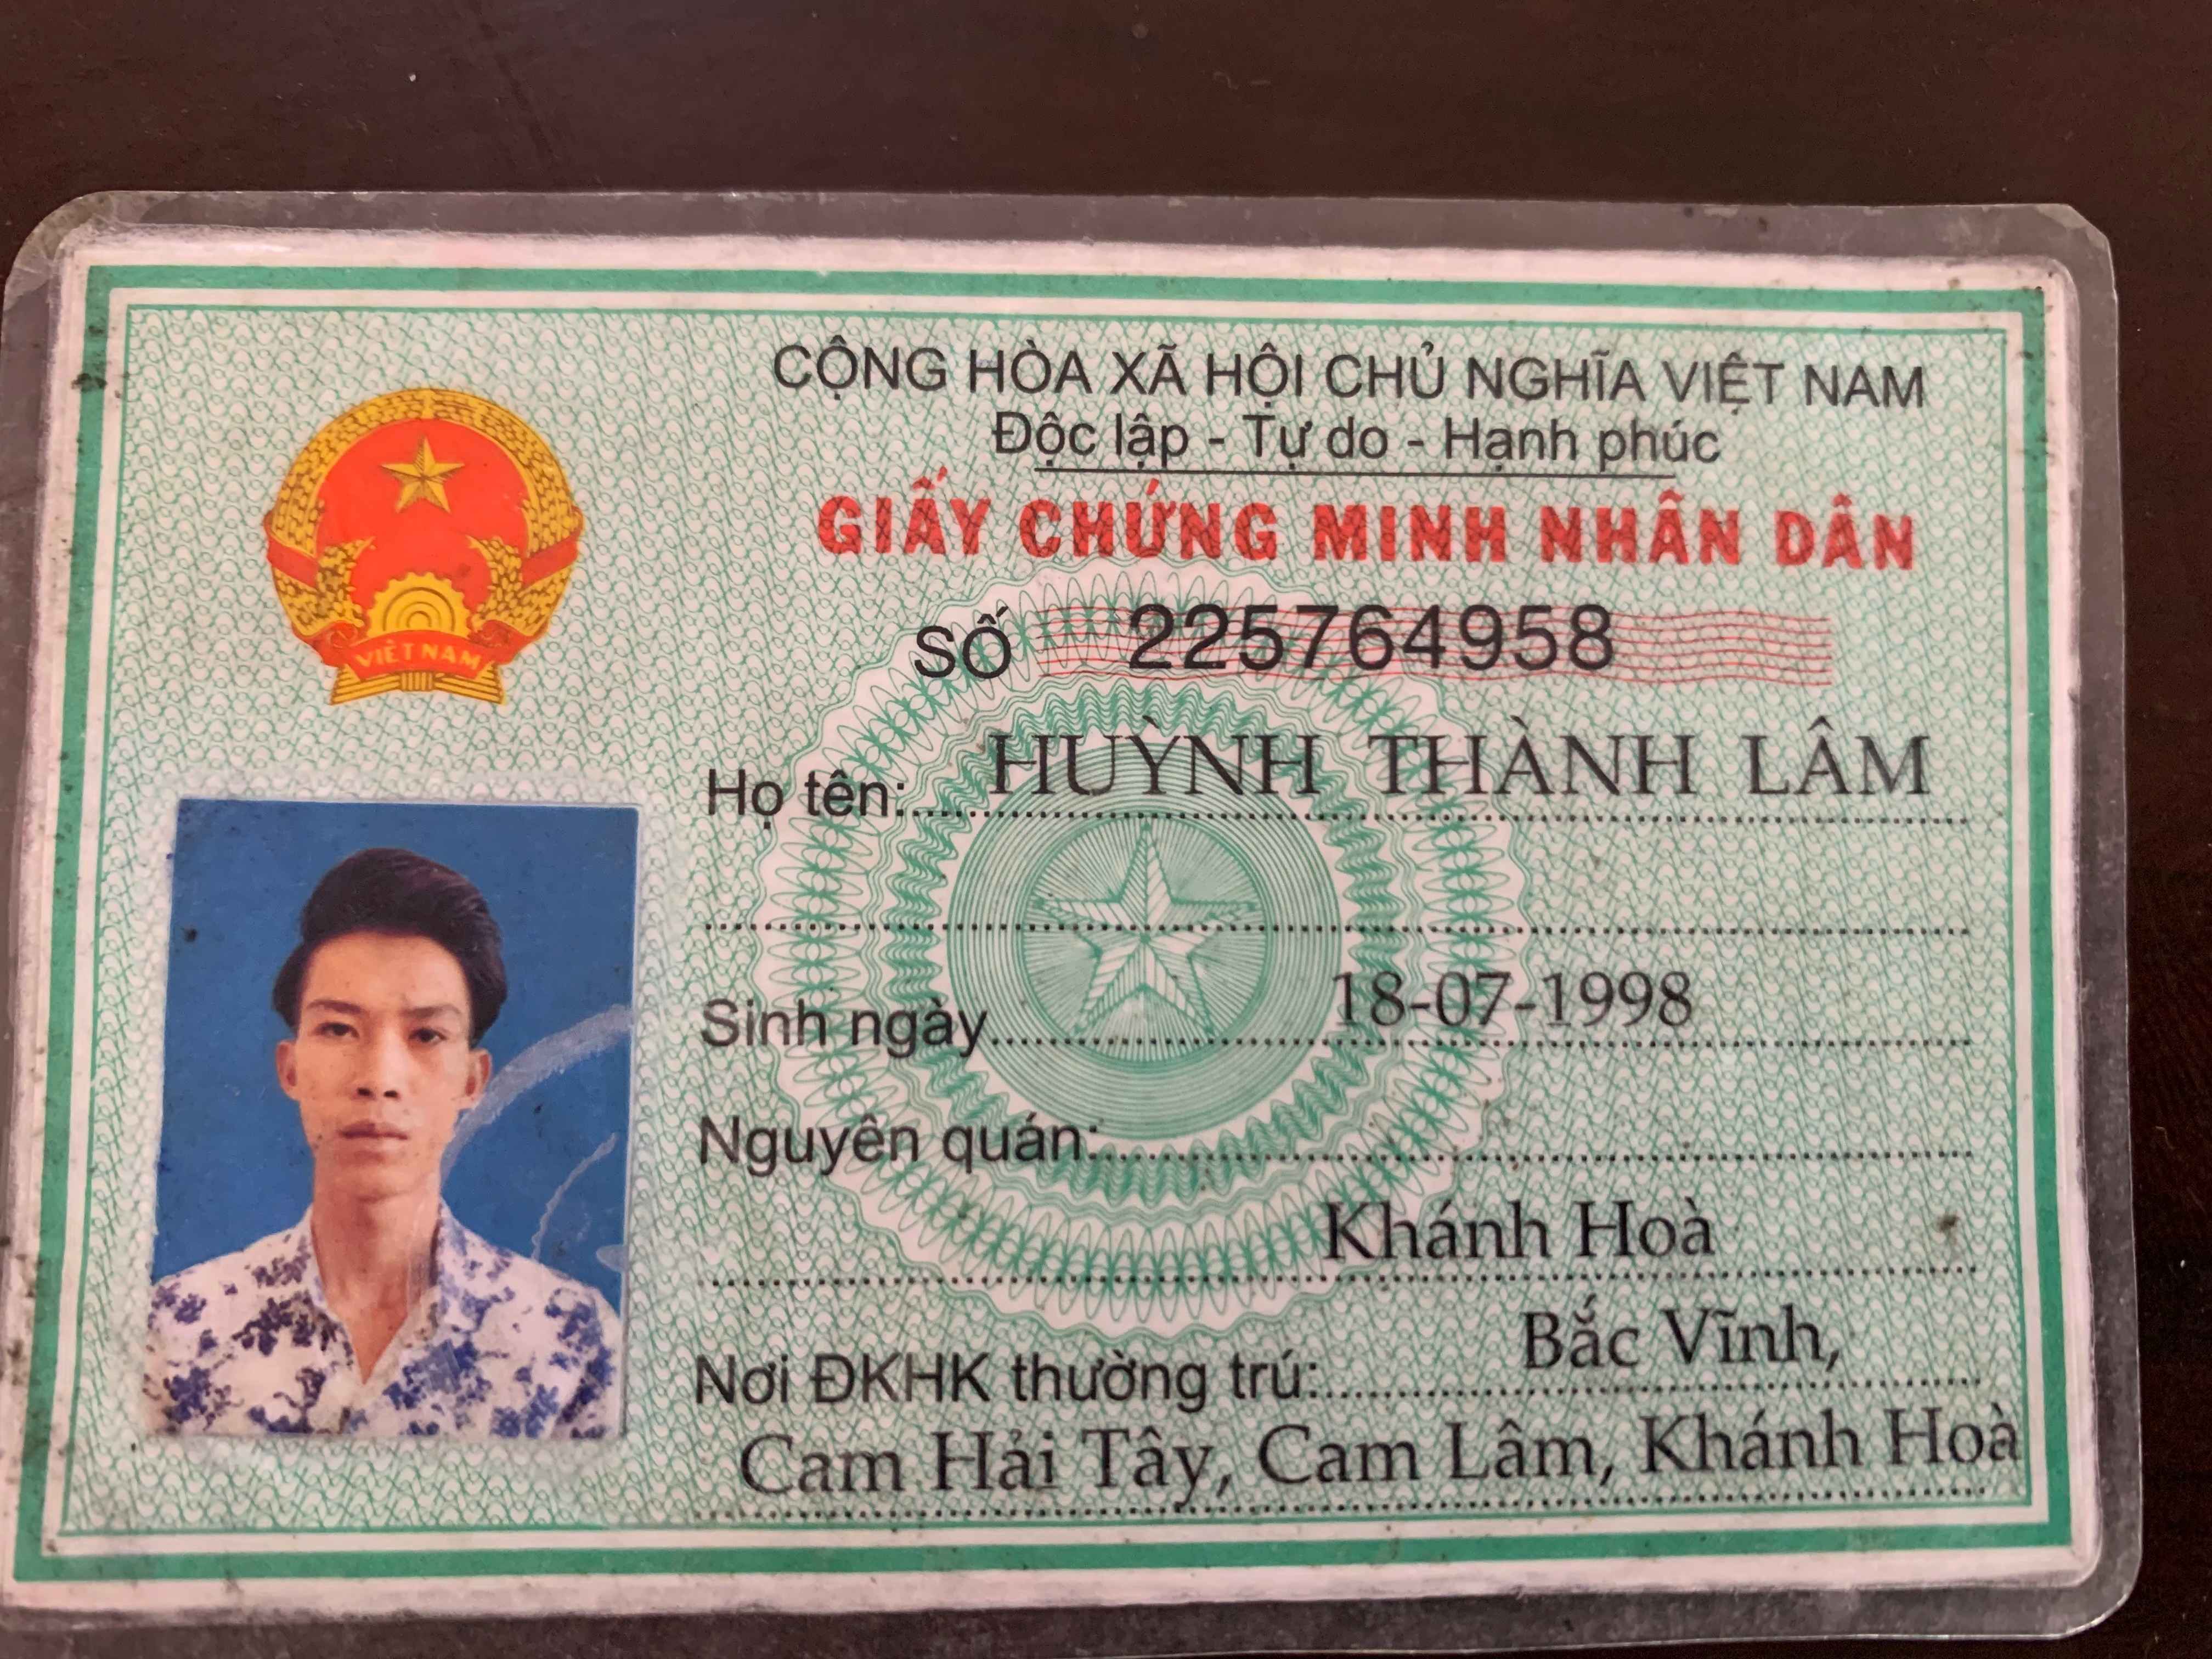 CỘNG HÒA XÃ HỘI CHỦ NGHĨA VIỆT NAM
Độc lập - Tự do - Hạnh phúc
GIẤY CHỨNG MINH NHÂN DÂN
SỐ 225764958
VIỆT NAM
Họ tên: HUỲNH THÀNH LÂM
Sinh ngày 18-07-1998
Nguyên quán:
Khánh Hoà
Nơi ĐKHK thường trú: Bắc Vĩnh,
Cam Hải Tây, Cam Lâm, Khánh Hoà